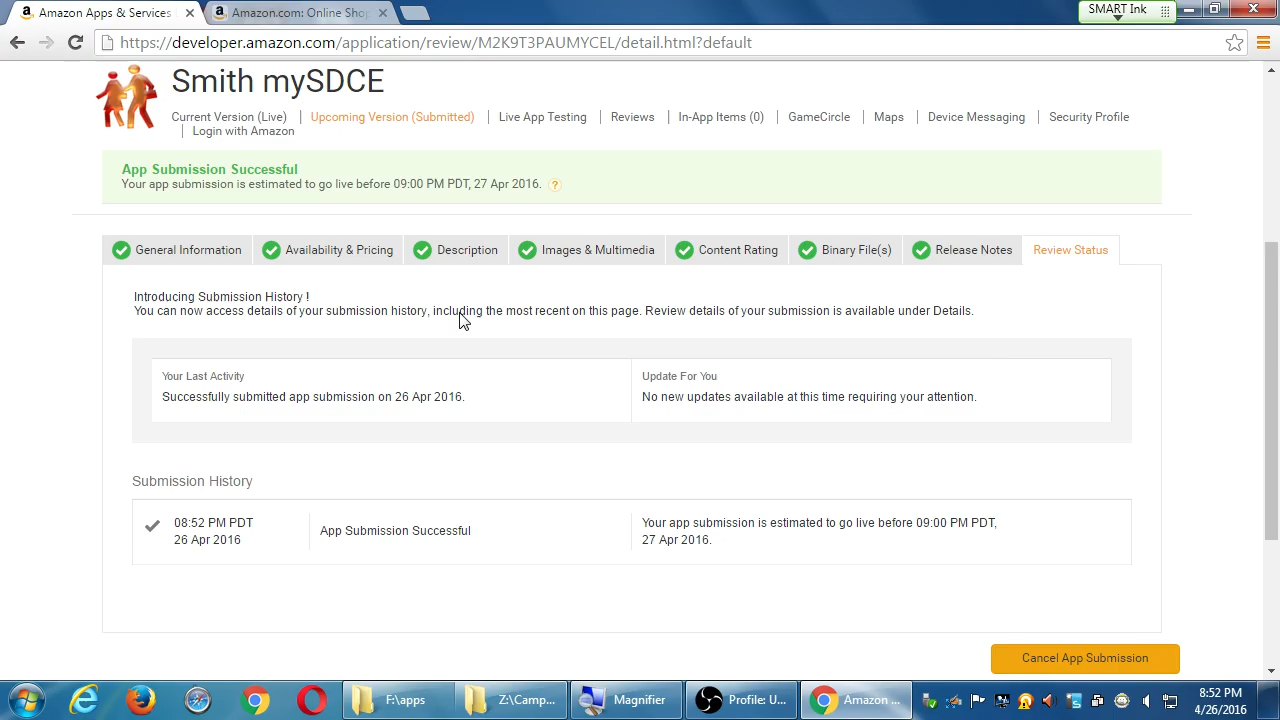 Amazon Apps & Services
Amazon.com: Online Shop
SMART Ink
https://developer.amazon.com/application/review/M2K9T3PAUMYCEL/detail.html?default
Smith mySDCE
Current Version (Live)
Upcoming Version (Submitted)
Live App Testing
Reviews
In-App Items (0)
GameCircle
Maps
Device Messaging
Security Profile
Login with Amazon
App Submission Successful
Your app submission is estimated to go live before 09:00 PM PDT, 27 Apr 2016. ?
General Information
Availability & Pricing
Description
Images & Multimedia
Content Rating
Binary File(s)
Release Notes
Review Status
Introducing Submission History !
You can now access details of your submission history, including the most recent on this page. Review details of your submission is available under Details.
Your Last Activity
Successfully submitted app submission on 26 Apr 2016.
Update For You
No new updates available at this time requiring your attention.
Submission History
08:52 PM PDT
26 Apr 2016
App Submission Successful
Your app submission is estimated to go live before 09:00 PM PDT,
27 Apr 2016.
Cancel App Submission
F:\apps
Z:\Camp...
Magnifier
Profile: U...
Amazon ...
8:52 PM
4/26/2016